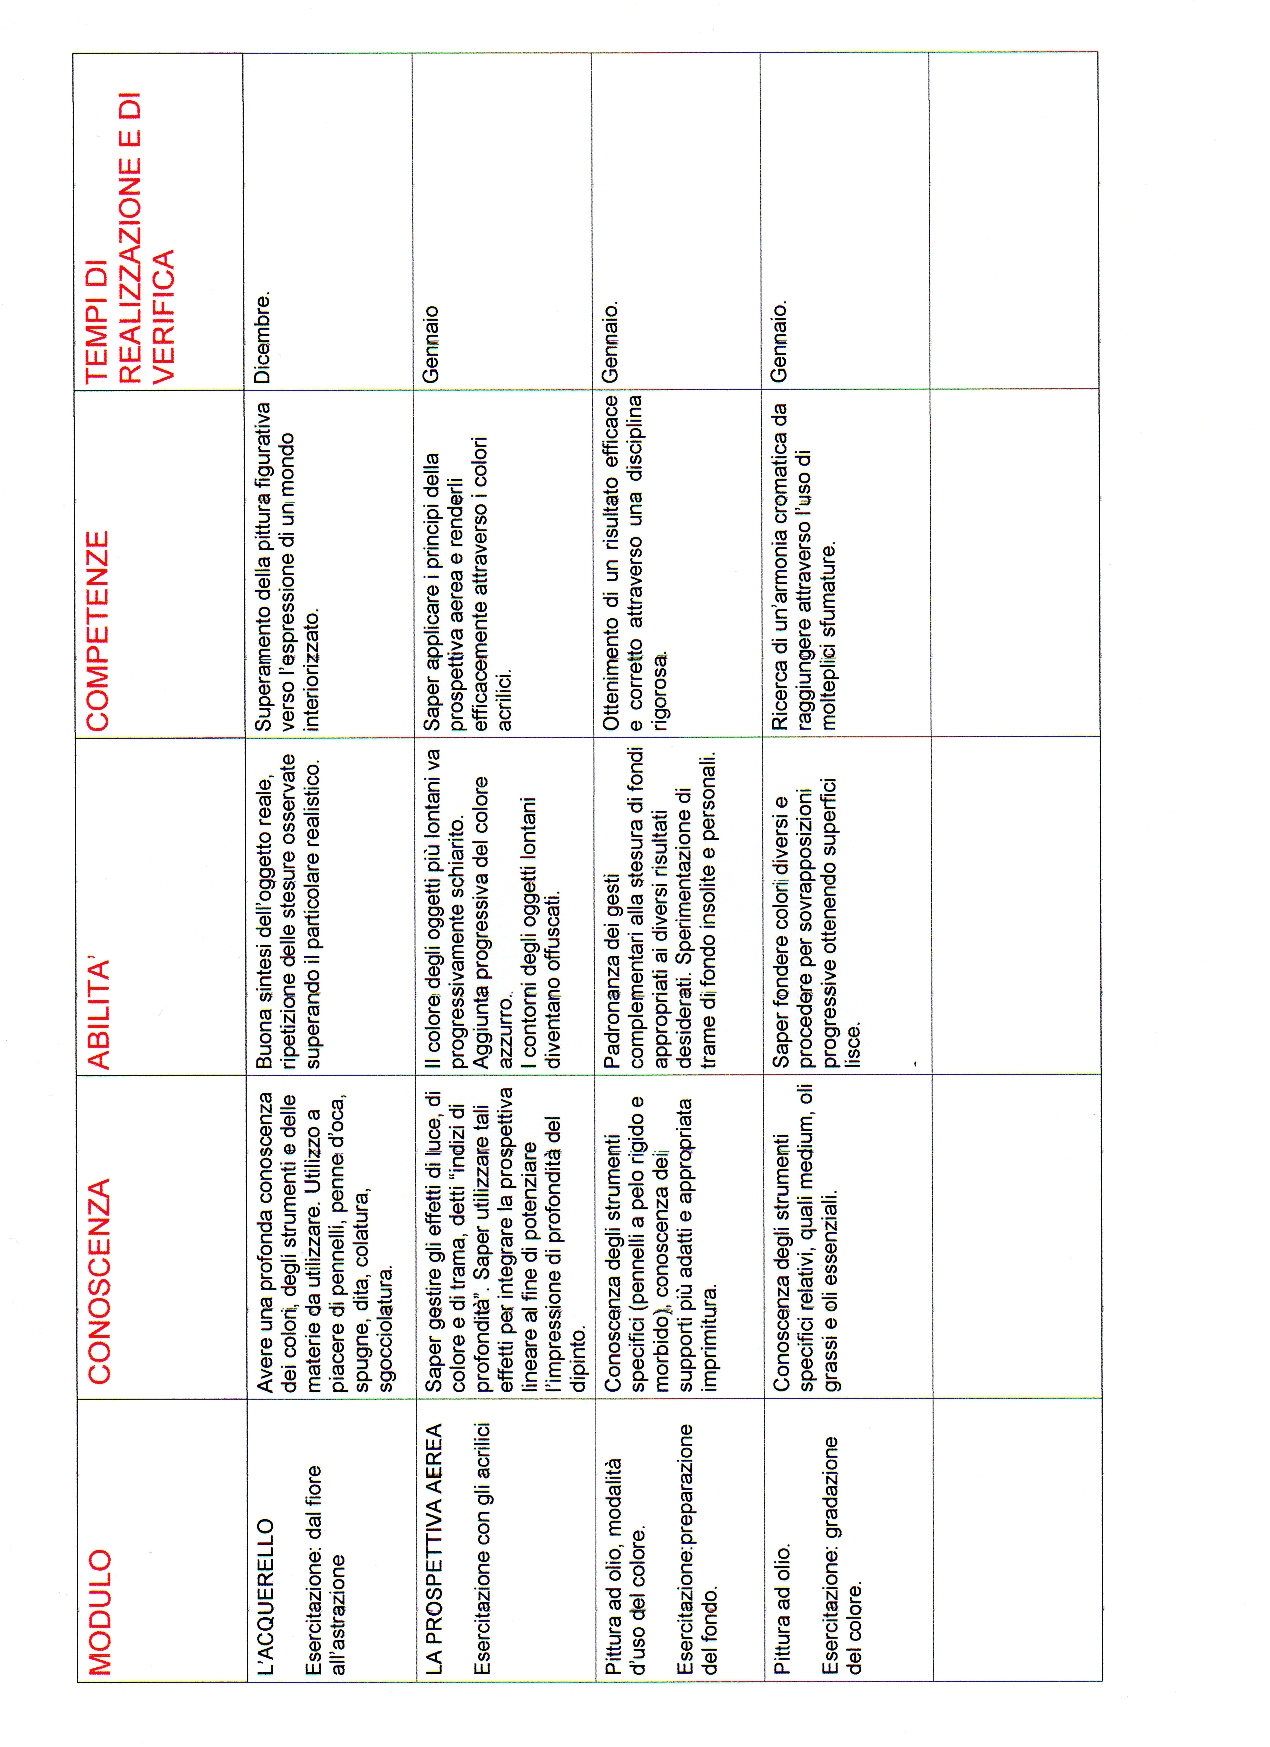 MODULO
CONOSCENZA
ABILITA'
COMPETENZE
TEMPI DI
REALIZZAZIONE E DI
VERIFICA
L'ACQUERELLO
Esercitazione: dal fiore
all'astrazione
Avere una profonda conoscenza
dei colori, degli strumenti e delle
materie da utilizzare. Utilizzo a
piacere di pennelli, penne d'oca,
spugne, dita, colatura,
sgocciolatura.
Buona sintesi dell'oggetto reale,
ripetizione delle stesure osservate
superando il particolare realistico.
Superamento della pittura figurativa
verso l'espressione di un mondo
interiorizzato.
Dicembre.
LA PROSPETTIVA AEREA
Esercitazione con gli acrilici
Saper gestire gli effetti di luce, di
colore e di trama, detti “indizi di
profondità”. Saper utilizzare tali
effetti per integrare la prospettiva
lineare al fine di potenziare
l'impressione di profondità del
dipinto.
Il colore degli oggetti più lontani va
progressivamente schiarito.
Aggiunta progressiva del colore
azzurro.
I contorni degli oggetti lontani
diventano offuscati.
Saper applicare i principi della
prospettiva aerea e renderli
efficacemente attraverso i colori
acrilici.
Gennaio
Pittura ad olio, modalità
d'uso del colore.
Esercitazione:preparazione
del fondo.
Conoscenza degli strumenti
specifici (pennelli a pelo rigido e
morbido), conoscenza dei
supporti più adatti e appropriata
imprimitura.
Padronanza dei gesti
complementari alla stesura di fondi
appropriati ai diversi risultati
desiderati. Sperimentazione di
trame di fondo insolite e personali.
Ottenimento di un risultato efficace
e corretto attraverso una disciplina
rigorosa.
Gennaio.
Pittura ad olio.
Esercitazione: gradazione
del colore.
Conoscenza degli strumenti
specifici relativi, quali medium, oli
grassi e oli essenziali.
Saper fondere colori diversi e
procedere per sovrapposizioni
progressive ottenendo superfici
lisce.
Ricerca di un'armonia cromatica da
raggiungere attraverso l'uso di
molteplici sfumature.
Gennaio.